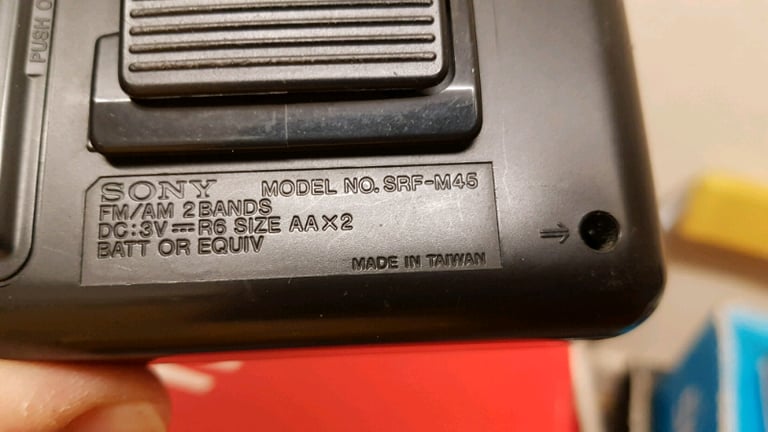 PUSH O
SONY MODEL NO. SRF-M45
FM/AM 2 BANDS
DC:3V⎓R6 SIZE AA×2
BATT OR EQUIV
MADE IN TAIWAN
⇒